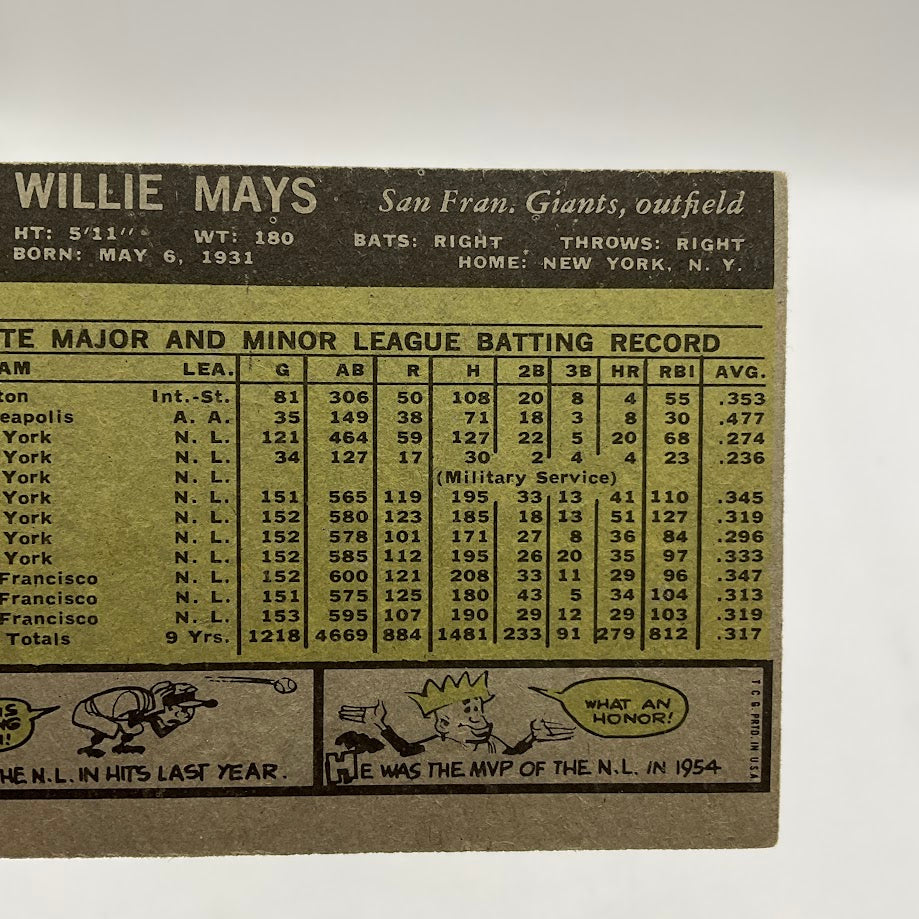 WILLIE MAYS San Fran. Giants, outfield
HT: 5'11" WT: 180 BATS: RIGHT THROWS: RIGHT
BORN: MAY 6, 1931 HOME: NEW YORK, N. Y.
TE MAJOR AND MINOR LEAGUE BATTING RECORD
AM LEA. G AB R H 2B 3B HR RBI AVG.
ton Int.-St. 81 306 50 108 20 8 4 55 .353
eapolis A. A. 35 149 38 71 18 3 8 30 .477
York N. L. 121 464 59 127 22 5 20 68 .274
York N. L. 34 127 17 30 2 4 4 23 .236
York N. L. (Military Service)
York N. L. 151 565 119 195 33 13 41 110 .345
York N. L. 152 580 123 185 18 13 51 127 .319
York N. L. 152 578 101 171 27 8 36 84 .296
York N. L. 152 585 112 195 26 20 35 97 .333
Francisco N. L. 152 600 121 208 33 11 29 96 .347
Francisco N. L. 151 575 125 180 43 5 34 104 .313
Francisco N. L. 153 595 107 190 29 12 29 103 .319
Totals 9 Yrs. 1218 4669 884 1481 233 91 279 812 .317
WHAT AN
HONOR!
HE N.L. IN HITS LAST YEAR.
HE WAS THE MVP OF THE N.L. IN 1954
T. C. G. PRTD. IN U S A